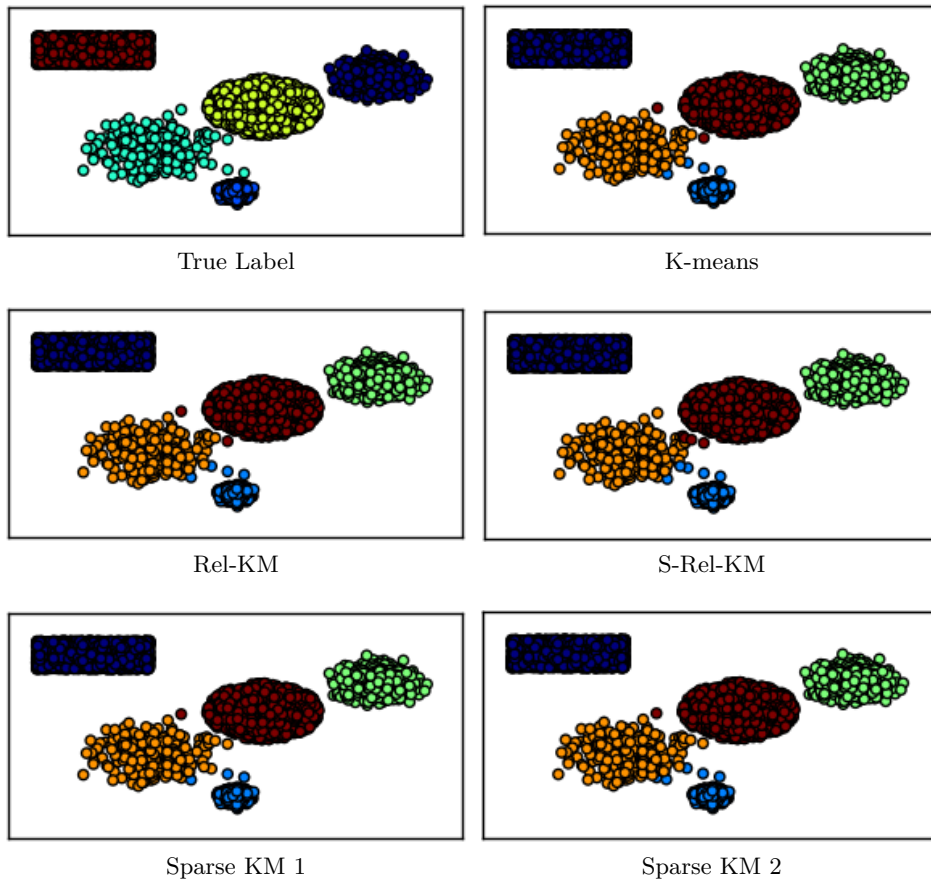 True Label
K-means
Rel-KM
S-Rel-KM
Sparse KM 1
Sparse KM 2